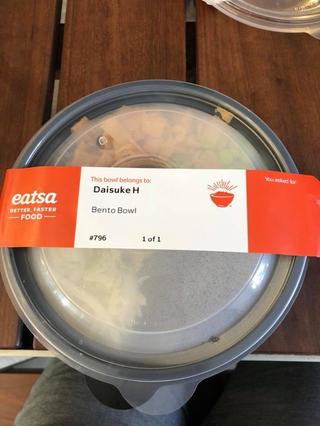 eatsa
BETTER, FASTER
FOOD
This bowl belongs to:
Daisuke H
Bento Bowl
#796 1 of 1
You asked for